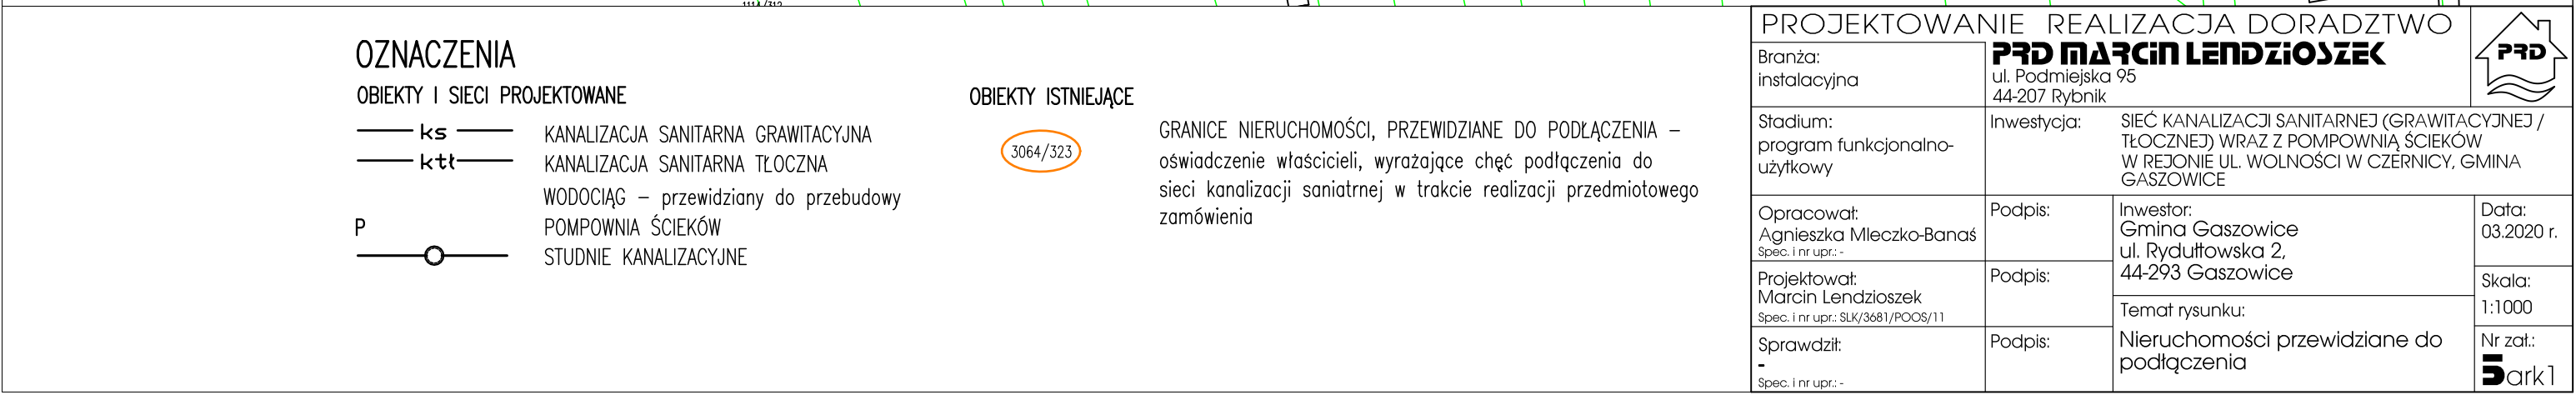 1114/312
OZNACZENIA
OBIEKTY I SIECI PROJEKTOWANE
ks KANALIZACJA SANITARNA GRAWITACYJNA
ktł KANALIZACJA SANITARNA TŁOCZNA
WODOCIĄG – przewidziany do przebudowy
P POMPOWNIA ŚCIEKÓW
STUDNIE KANALIZACYJNE
OBIEKTY ISTNIEJĄCE
3064/323
GRANICE NIERUCHOMOŚCI, PRZEWIDZIANE DO PODŁĄCZENIA –
oświadczenie właścicieli, wyrażające chęć podłączenia do
sieci kanalizacji saniatrnej w trakcie realizacji przedmiotowego
zamówienia
PROJEKTOWANIE REALIZACJA DORADZTWO
Branża:
instalacyjna
PRD MARCIN LENDZIOSZEK
ul. Podmiejska 95
44-207 Rybnik
PRD
Stadium:
program funkcjonalno-
użytkowy
Inwestycja:
SIEĆ KANALIZACJI SANITARNEJ (GRAWITACYJNEJ /
TŁOCZNEJ) WRAZ Z POMPOWNIĄ ŚCIEKÓW
W REJONIE UL. WOLNOŚCI W CZERNICY, GMINA
GASZOWICE
Opracował:
Agnieszka Mleczko-Banaś
Spec. i nr upr.: -
Podpis:
Projektował:
Marcin Lendzioszek
Spec. i nr upr.: SLK/3681/POOS/11
Podpis:
Sprawdził:
-
Spec. i nr upr.: -
Podpis:
Inwestor:
Gmina Gaszowice
ul. Rydułtowska 2,
44-293 Gaszowice
Temat rysunku:
Nieruchomości przewidziane do
podłączenia
Data:
03.2020 r.
Skala:
1:1000
Nr zał.:
5ark1